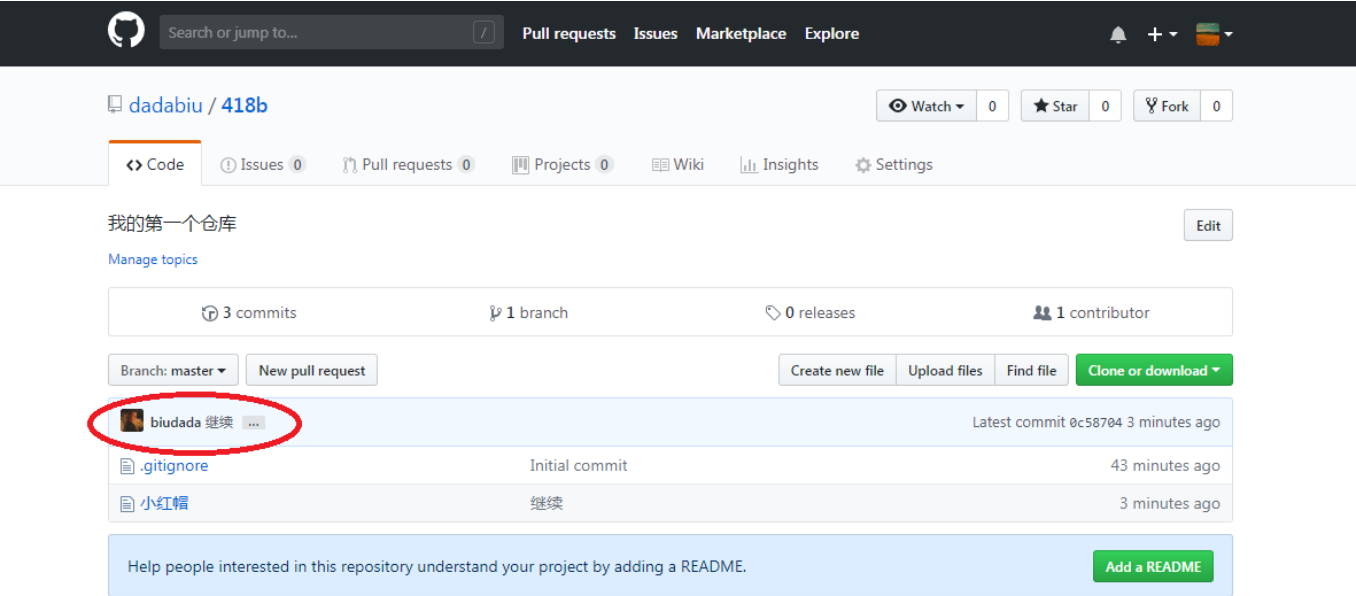 Search or jump to... / Pull requests Issues Marketplace Explore
dadabiu / 418b Watch 0 Star 0 Fork 0
Code Issues 0 Pull requests 0 Projects 0 Wiki Insights Settings
我的第一个仓库 Edit
Manage topics
3 commits 1 branch 0 releases 1 contributor
Branch: master New pull request Create new file Upload files Find file Clone or download
biudada 继续 ... Latest commit 0c58704 3 minutes ago
.gitignore Initial commit 43 minutes ago
小红帽 继续 3 minutes ago
Help people interested in this repository understand your project by adding a README. Add a README